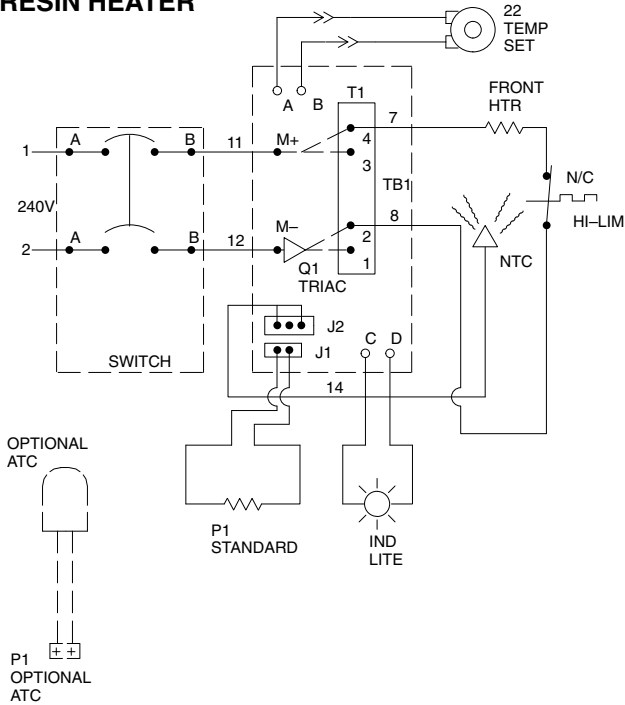 RESIN HEATER
22
TEMP
SET
A B
T1
FRONT
HTR
7
1
A
B
11
M+
4
3
TB1
N/C
240V
HI–LIM
8
2
A
B
12
M–
2
1
Q1
TRIAC
NTC
J2
SWITCH
J1
C D
14
OPTIONAL
ATC
P1
STANDARD
IND
LITE
+ +
P1
OPTIONAL
ATC